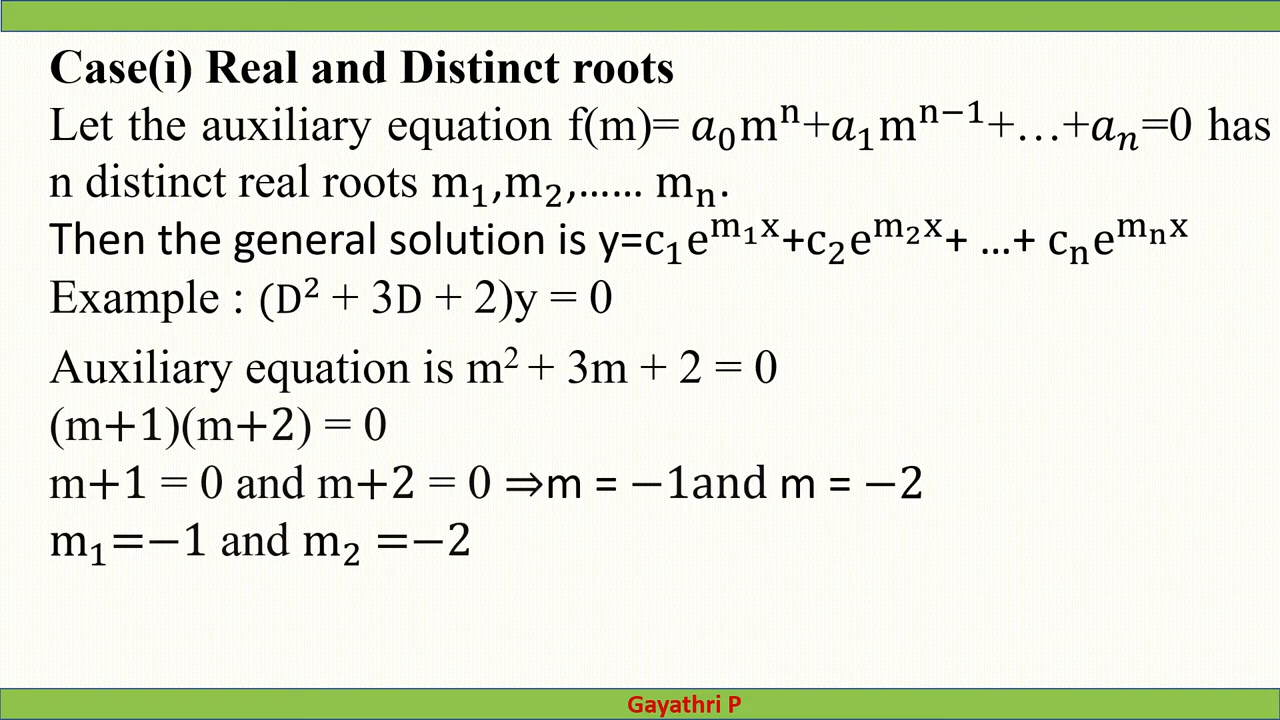 Case(i) Real and Distinct roots
Let the auxiliary equation f(m)= a₀mⁿ+a₁mⁿ⁻¹+…+aₙ=0 has
n distinct real roots m₁,m₂,…… mₙ.
Then the general solution is y=c₁e^{m₁x}+c₂e^{m₂x}+ …+ cₙe^{mₙx}
Example : (D² + 3D + 2)y = 0
Auxiliary equation is m² + 3m + 2 = 0
(m+1)(m+2) = 0
m+1 = 0 and m+2 = 0 ⇒m = −1and m = −2
m₁=−1 and m₂ =−2
Gayathri P